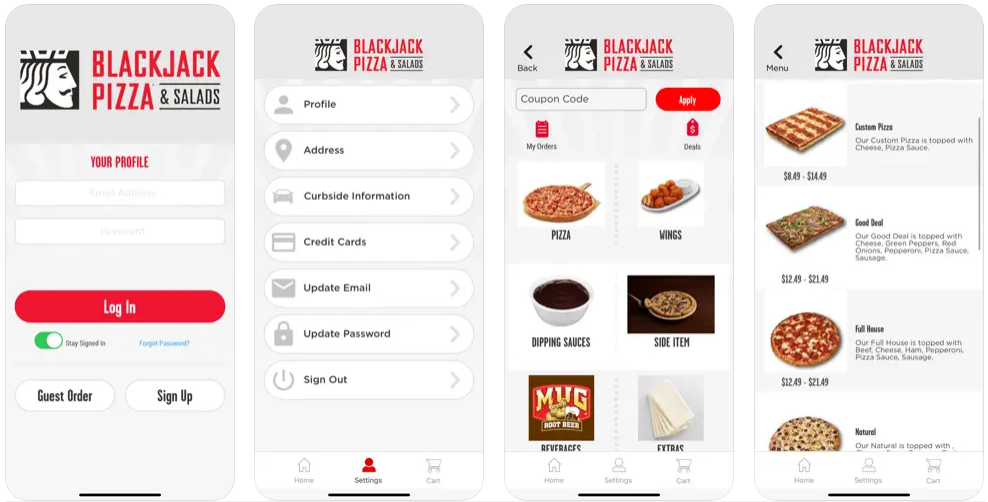 BLACKJACK
PIZZA & SALADS
YOUR PROFILE
Email Address
Password
Log In
Stay Signed In
Forgot Password?
Guest Order
Sign Up
BLACKJACK
PIZZA & SALADS
Profile
Address
Curbside Information
Credit Cards
Update Email
Update Password
Sign Out
Home
Settings
Cart
Back
BLACKJACK
PIZZA & SALADS
Coupon Code
Apply
My Orders
Deals
PIZZA
WINGS
DIPPING SAUCES
SIDE ITEM
MUG
ROOT BEER
BEVERAGES
EXTRAS
Home
Settings
Cart
Menu
BLACKJACK
PIZZA & SALADS
Custom Pizza
Our Custom Pizza is topped with
Cheese, Pizza Sauce.
$8.49 - $14.49
Good Deal
Our Good Deal is topped with
Cheese, Green Peppers, Red
Onions, Pepperoni, Pizza Sauce,
Sausage.
$12.49 - $21.49
Full House
Our Full House is topped with
Beef, Cheese, Ham, Pepperoni,
Pizza Sauce, Sausage.
$12.49 - $21.49
Natural
Our Natural is topped with
Home
Settings
Cart